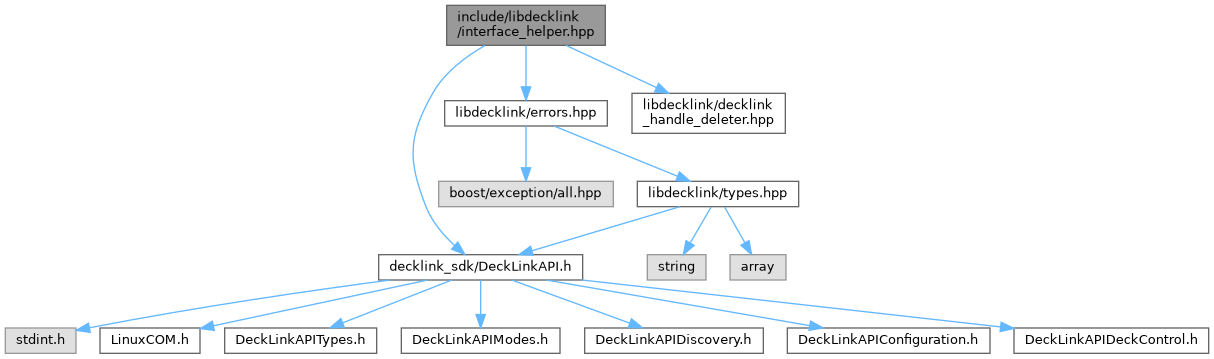 include/libdecklink
/interface_helper.hpp
libdecklink/errors.hpp
libdecklink/decklink
_handle_deleter.hpp
boost/exception/all.hpp
libdecklink/types.hpp
decklink_sdk/DeckLinkAPI.h
string
array
stdint.h
LinuxCOM.h
DeckLinkAPITypes.h
DeckLinkAPIModes.h
DeckLinkAPIDiscovery.h
DeckLinkAPIConfiguration.h
DeckLinkAPIDeckControl.h